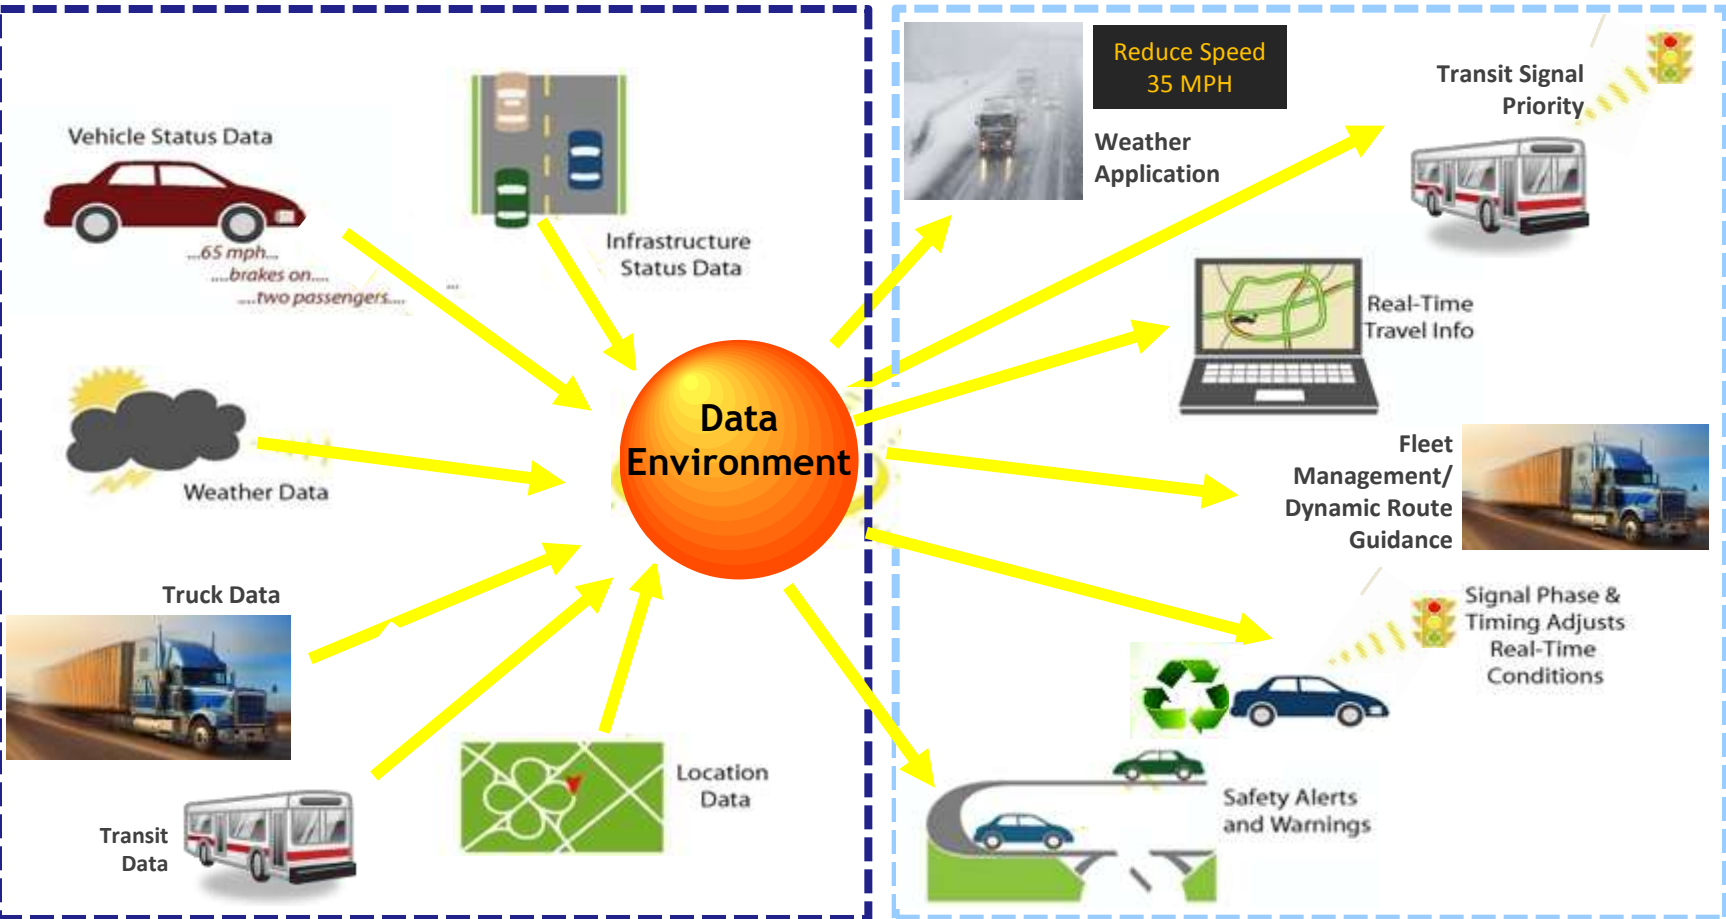 Vehicle Status Data
...65 mph...
....brakes on....
....two passengers....
...
Infrastructure
Status Data
Weather Data
Truck Data
Transit
Data
Location
Data
Data
Environment
Reduce Speed
35 MPH
Weather
Application
Transit Signal
Priority
Real-Time
Travel Info
Fleet
Management/
Dynamic Route
Guidance
Signal Phase &
Timing Adjusts
Real-Time
Conditions
Safety Alerts
and Warnings